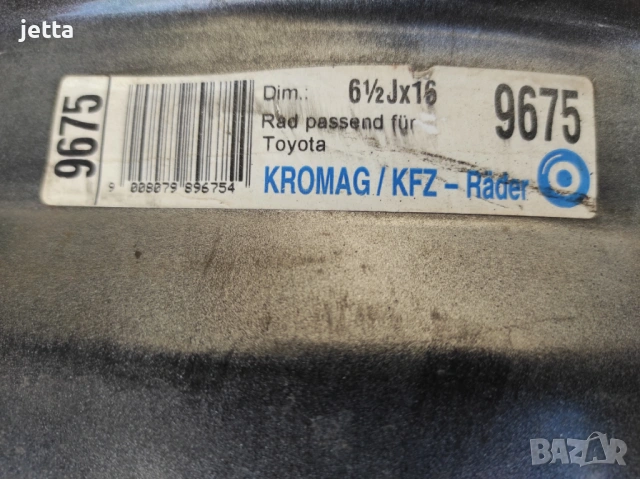 jetta
9675
9 008079 896754
Dim.: 6½Jx16
Rad passend für
Toyota
9675
KROMAG / KFZ - Räder
BAZAR